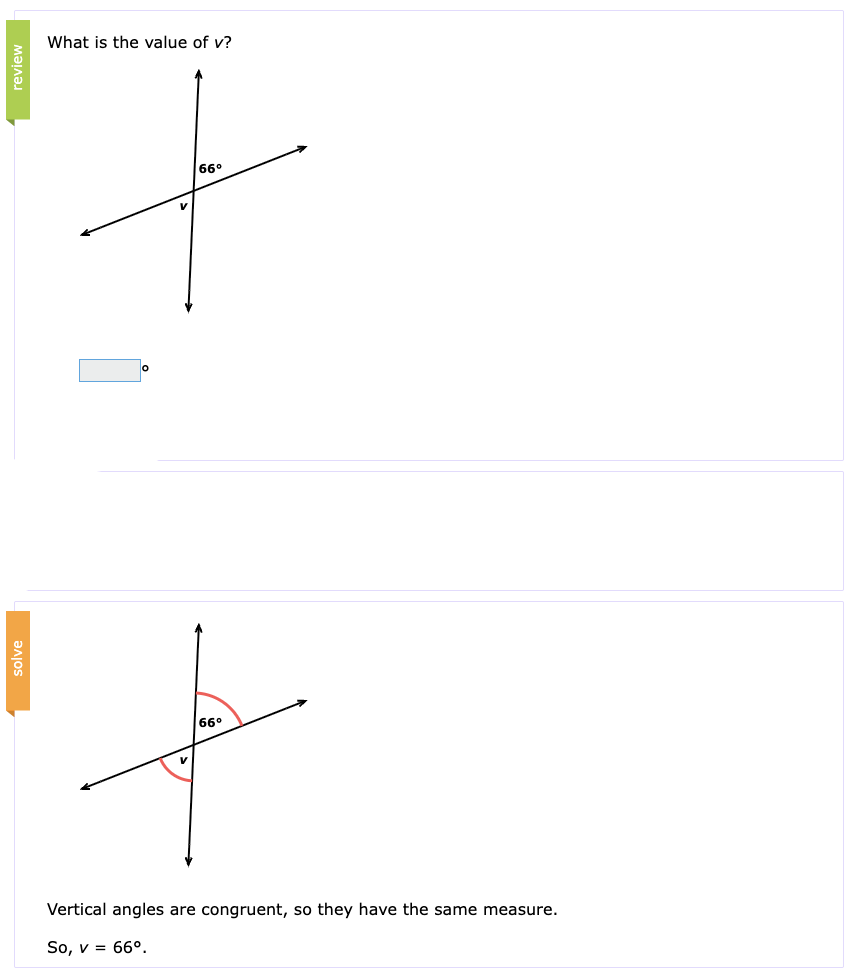 review
What is the value of v?
66°
v
°
solve
66°
v
Vertical angles are congruent, so they have the same measure.
So, v = 66°.